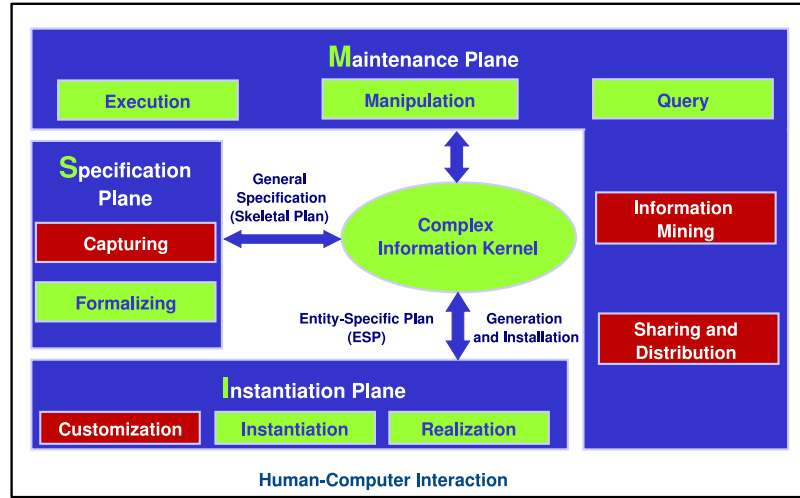 Maintenance Plane
Execution
Manipulation
Query
Specification
Plane
Capturing
Formalizing
General
Specification
(Skeletal Plan)
Complex
Information Kernel
Information
Mining
Sharing and
Distribution
Entity-Specific Plan
(ESP)
Generation
and Installation
Instantiation Plane
Customization
Instantiation
Realization
Human-Computer Interaction